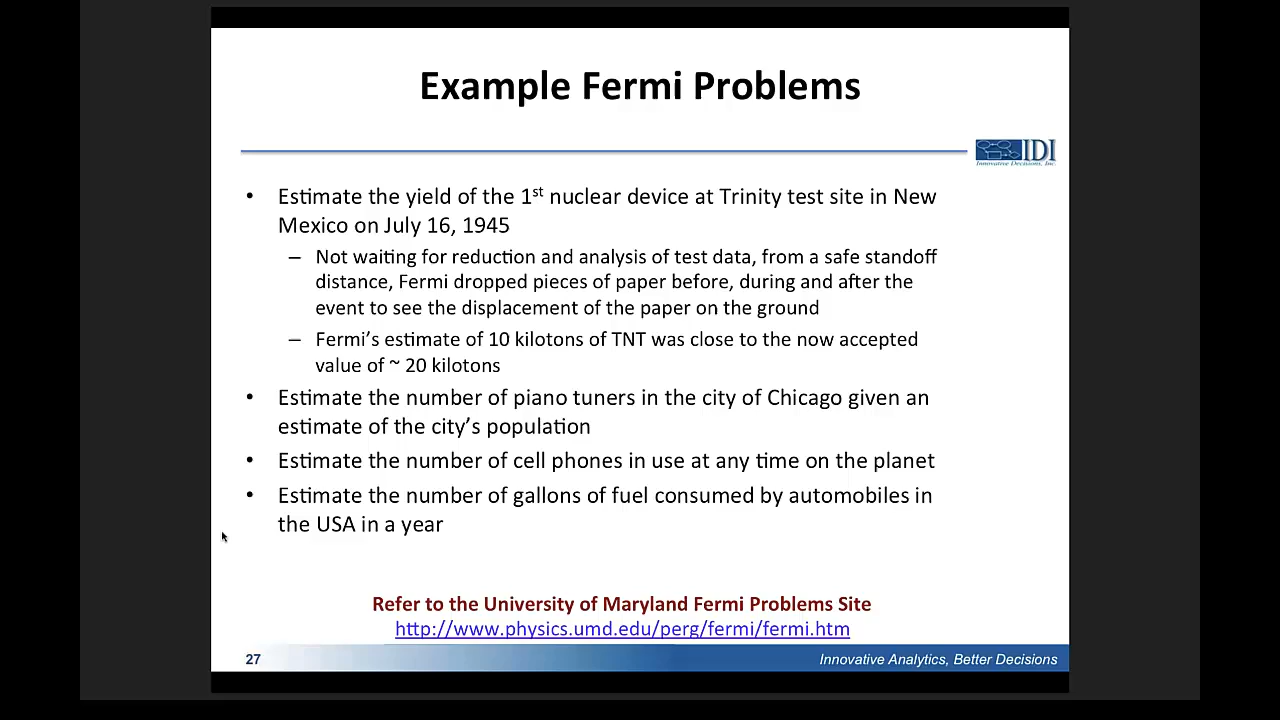 Example Fermi Problems
IDI
Innovative Decisions, Inc.
• Estimate the yield of the 1st nuclear device at Trinity test site in New
Mexico on July 16, 1945
– Not waiting for reduction and analysis of test data, from a safe standoff
distance, Fermi dropped pieces of paper before, during and after the
event to see the displacement of the paper on the ground
– Fermi’s estimate of 10 kilotons of TNT was close to the now accepted
value of ~ 20 kilotons
• Estimate the number of piano tuners in the city of Chicago given an
estimate of the city’s population
• Estimate the number of cell phones in use at any time on the planet
• Estimate the number of gallons of fuel consumed by automobiles in
the USA in a year
Refer to the University of Maryland Fermi Problems Site
http://www.physics.umd.edu/perg/fermi/fermi.htm
27
Innovative Analytics, Better Decisions